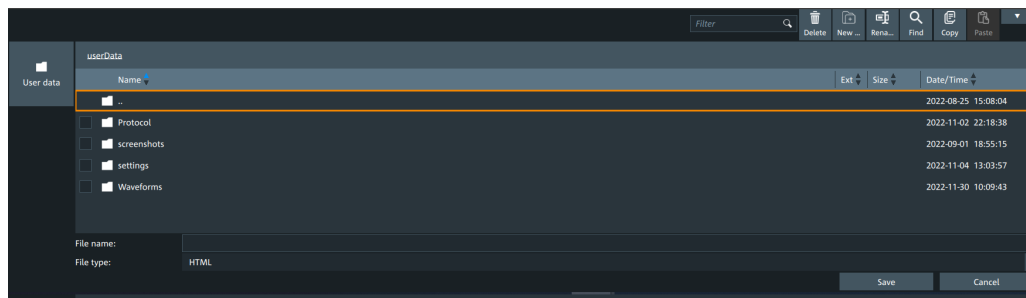 Filter
Delete New ... Rena... Find Copy Paste
User data
userData
Name Ext Size Date/Time
.. 2022-08-25 15:08:04
Protocol 2022-11-02 22:18:38
screenshots 2022-09-01 18:55:15
settings 2022-11-04 13:03:57
Waveforms 2022-11-30 10:09:43
File name:
File type: HTML
Save Cancel